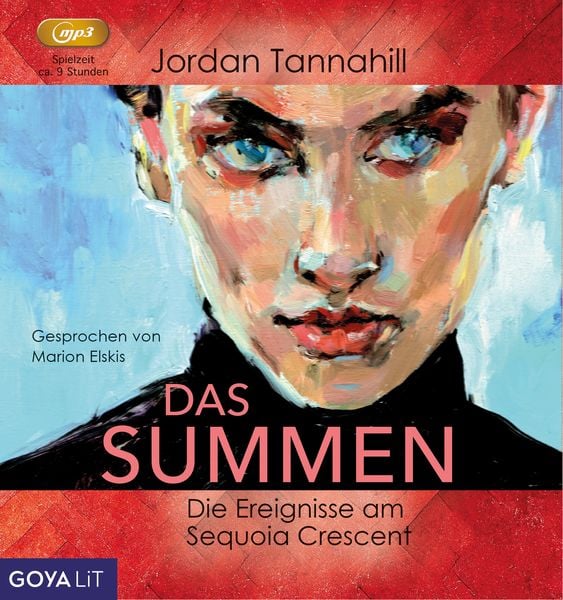 mp3
Spielzeit
ca. 9 Stunden
Jordan Tannahill
Gesprochen von
Marion Elskis
DAS
SUMMEN
Die Ereignisse am
Sequoia Crescent
GOYA LiT